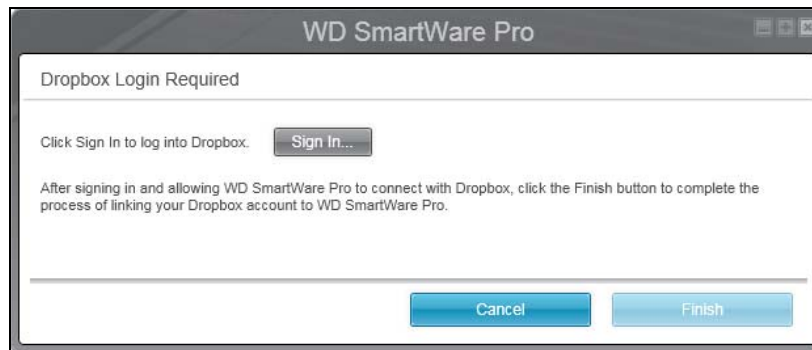 WD SmartWare Pro
Dropbox Login Required
Click Sign In to log into Dropbox. Sign In...
After signing in and allowing WD SmartWare Pro to connect with Dropbox, click the Finish button to complete the
process of linking your Dropbox account to WD SmartWare Pro.
Cancel Finish